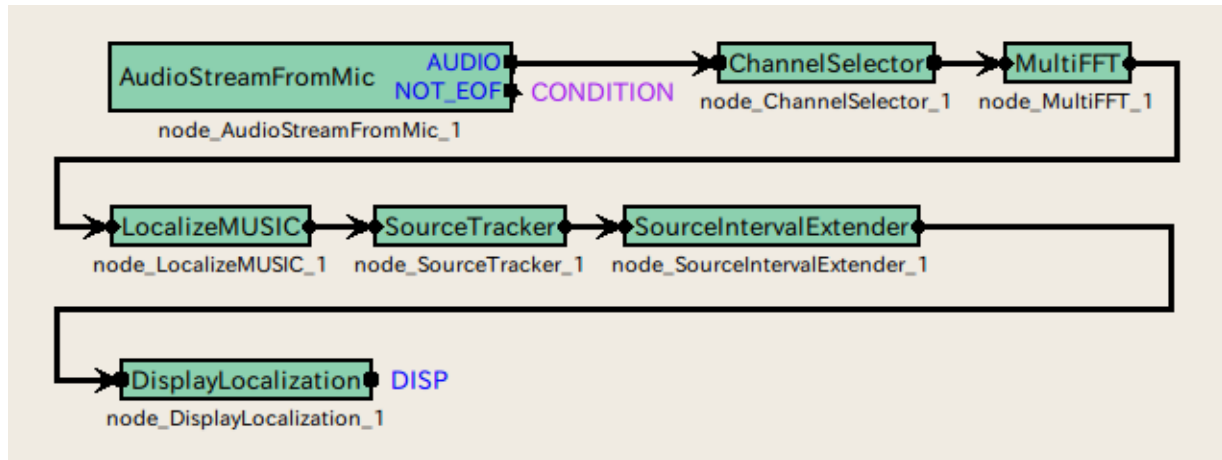 AudioStreamFromMic
AUDIO
NOT_EOF
CONDITION
node_AudioStreamFromMic_1
ChannelSelector
node_ChannelSelector_1
MultiFFT
node_MultiFFT_1
LocalizeMUSIC
node_LocalizeMUSIC_1
SourceTracker
node_SourceTracker_1
SourceIntervalExtender
node_SourceIntervalExtender_1
DisplayLocalization
DISP
node_DisplayLocalization_1